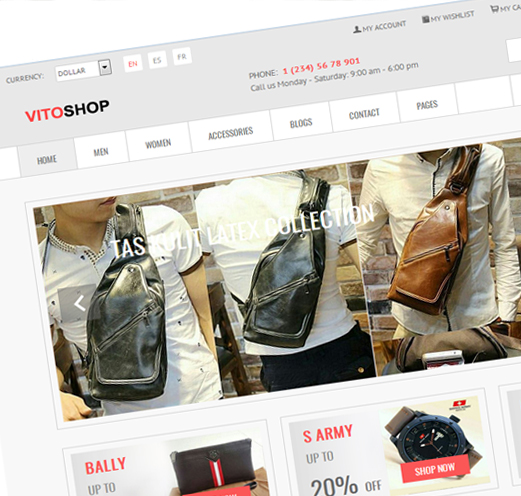 MY ACCOUNT MY WISHLIST MY CA
CURRENCY: DOLLAR EN ES FR
PHONE: 1 (234) 56 78 901
Call us Monday - Saturday: 9:00 am - 6:00 pm
VITOSHOP
HOME MEN WOMEN ACCESSORIES BLOGS CONTACT PAGES
TAS KULIT LATEX COLLECTION
BALLY
UP TO
S ARMY
UP TO
20% OFF
SHOP NOW